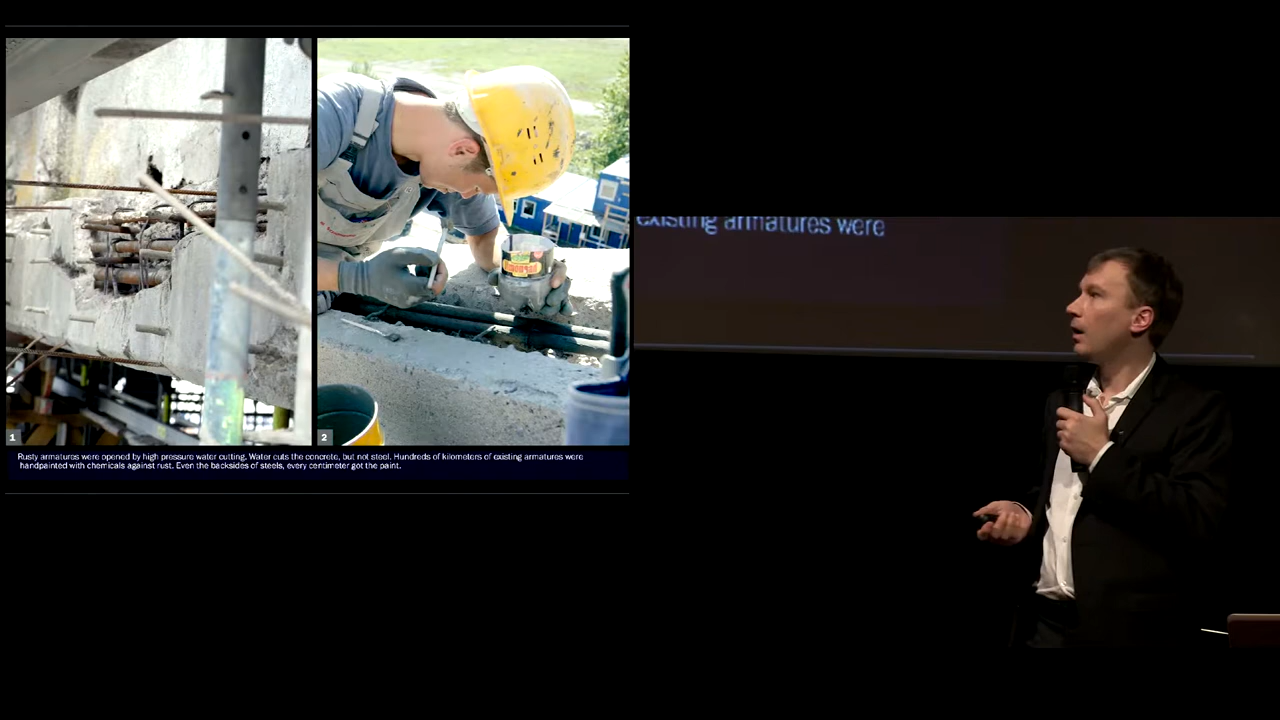 1
2
Rusty armatures were opened by high pressure water cutting. Water cuts the concrete, but not steel. Hundreds of kilometers of existing armatures were
handpainted with chemicals against rust. Even the backsides of steels, every centimeter got the paint.
existing armatures were